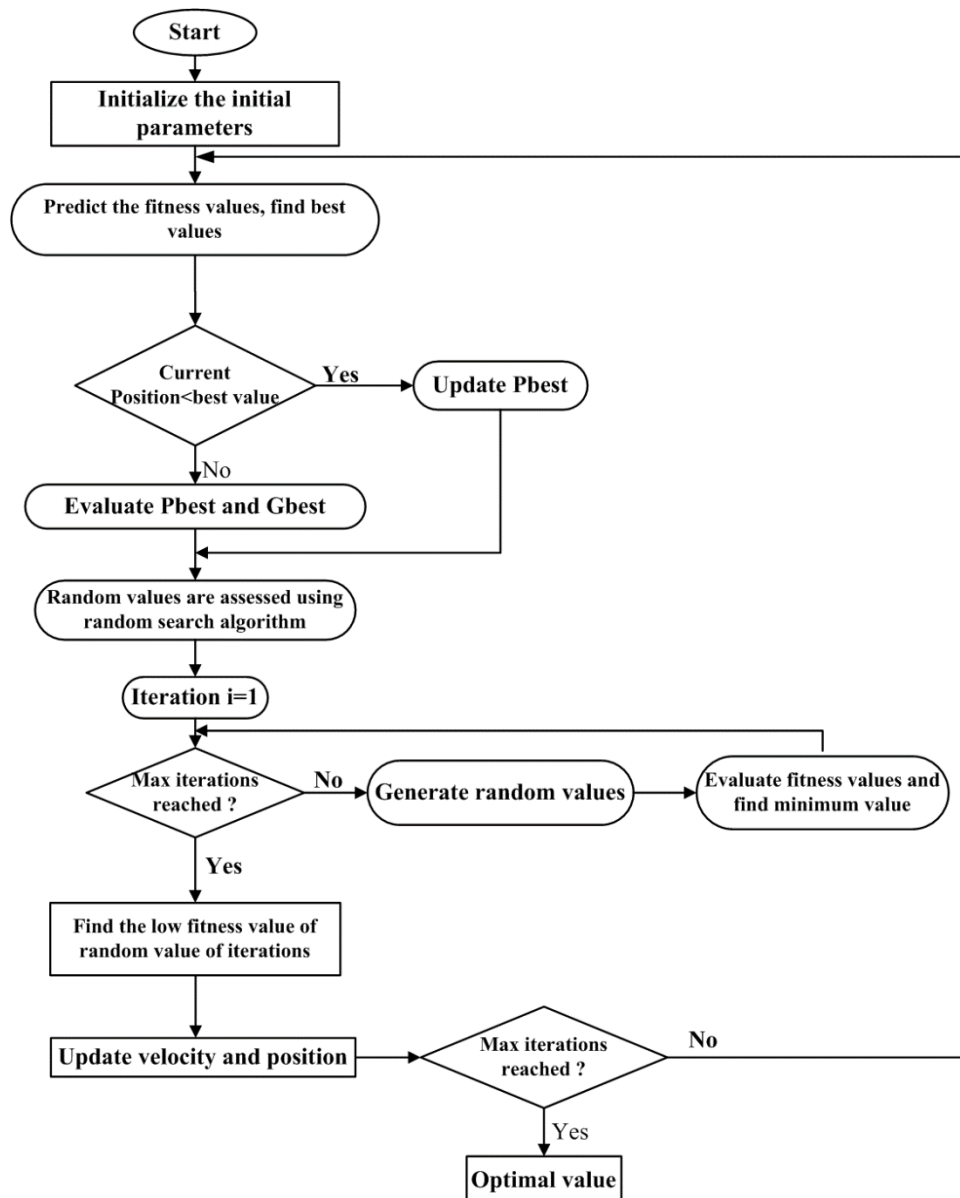 Start
Initialize the initial
parameters
Predict the fitness values, find best
values
Current
Position<best value
Yes
Update Pbest
No
Evaluate Pbest and Gbest
Random values are assessed using
random search algorithm
Iteration i=1
Max iterations
reached ?
No
Generate random values
Evaluate fitness values and
find minimum value
Yes
Find the low fitness value of
random value of iterations
Update velocity and position
Max iterations
reached ?
No
Yes
Optimal value